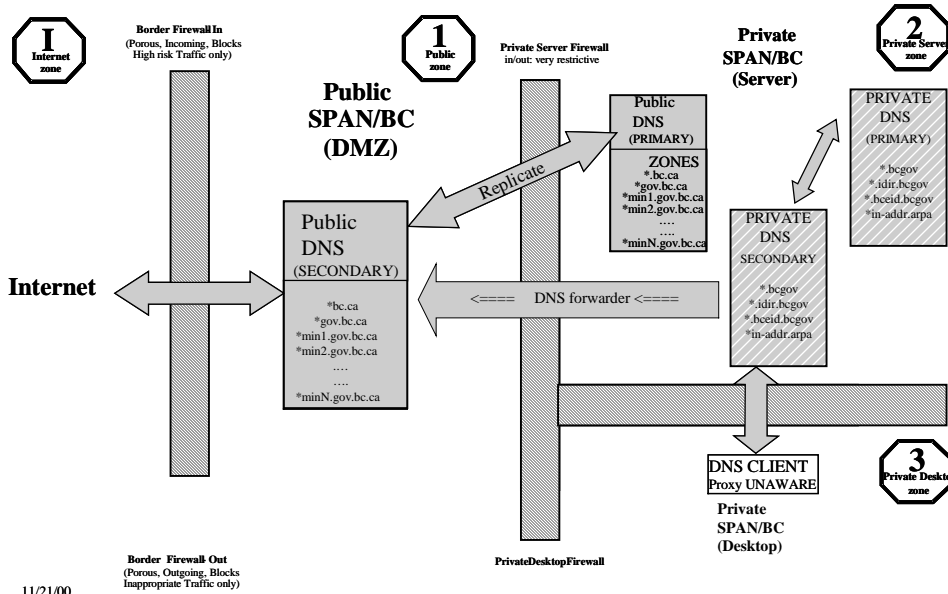 I
Internet
zone
Border Firewall-In
(Porous, Incoming, Blocks
High risk Traffic only)
1
Public
zone
Private Server Firewall
in/out: very restrictive
Private
SPAN/BC
(Server)
2
Private Server
zone
Public
SPAN/BC
(DMZ)
Public
DNS
(PRIMARY)
ZONES
*.bc.ca
*gov.bc.ca
*min1.gov.bc.ca
*min2.gov.bc.ca
....
....
*minN.gov.bc.ca
PRIVATE
DNS
(PRIMARY)
*.bcgov
*.idir.bcgov
*.bceid.bcgov
*in-addr.arpa
Replicate
Public
DNS
(SECONDARY)
*bc.ca
*gov.bc.ca
*min1.gov.bc.ca
*min2.gov.bc.ca
....
....
*minN.gov.bc.ca
PRIVATE
DNS
SECONDARY
*.bcgov
*.idir.bcgov
*.bceid.bcgov
*in-addr.arpa
Internet
<==== DNS forwarder <====
DNS CLIENT
Proxy UNAWARE
3
Private Deskto
zone
Private
SPAN/BC
(Desktop)
Border Firewall-Out
(Porous, Outgoing, Blocks
Inappropriate Traffic only)
PrivateDesktopFirewall
11/21/00